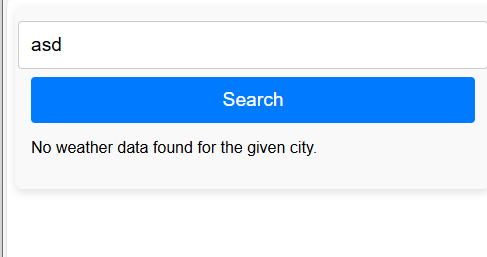 asd
Search
No weather data found for the given city.